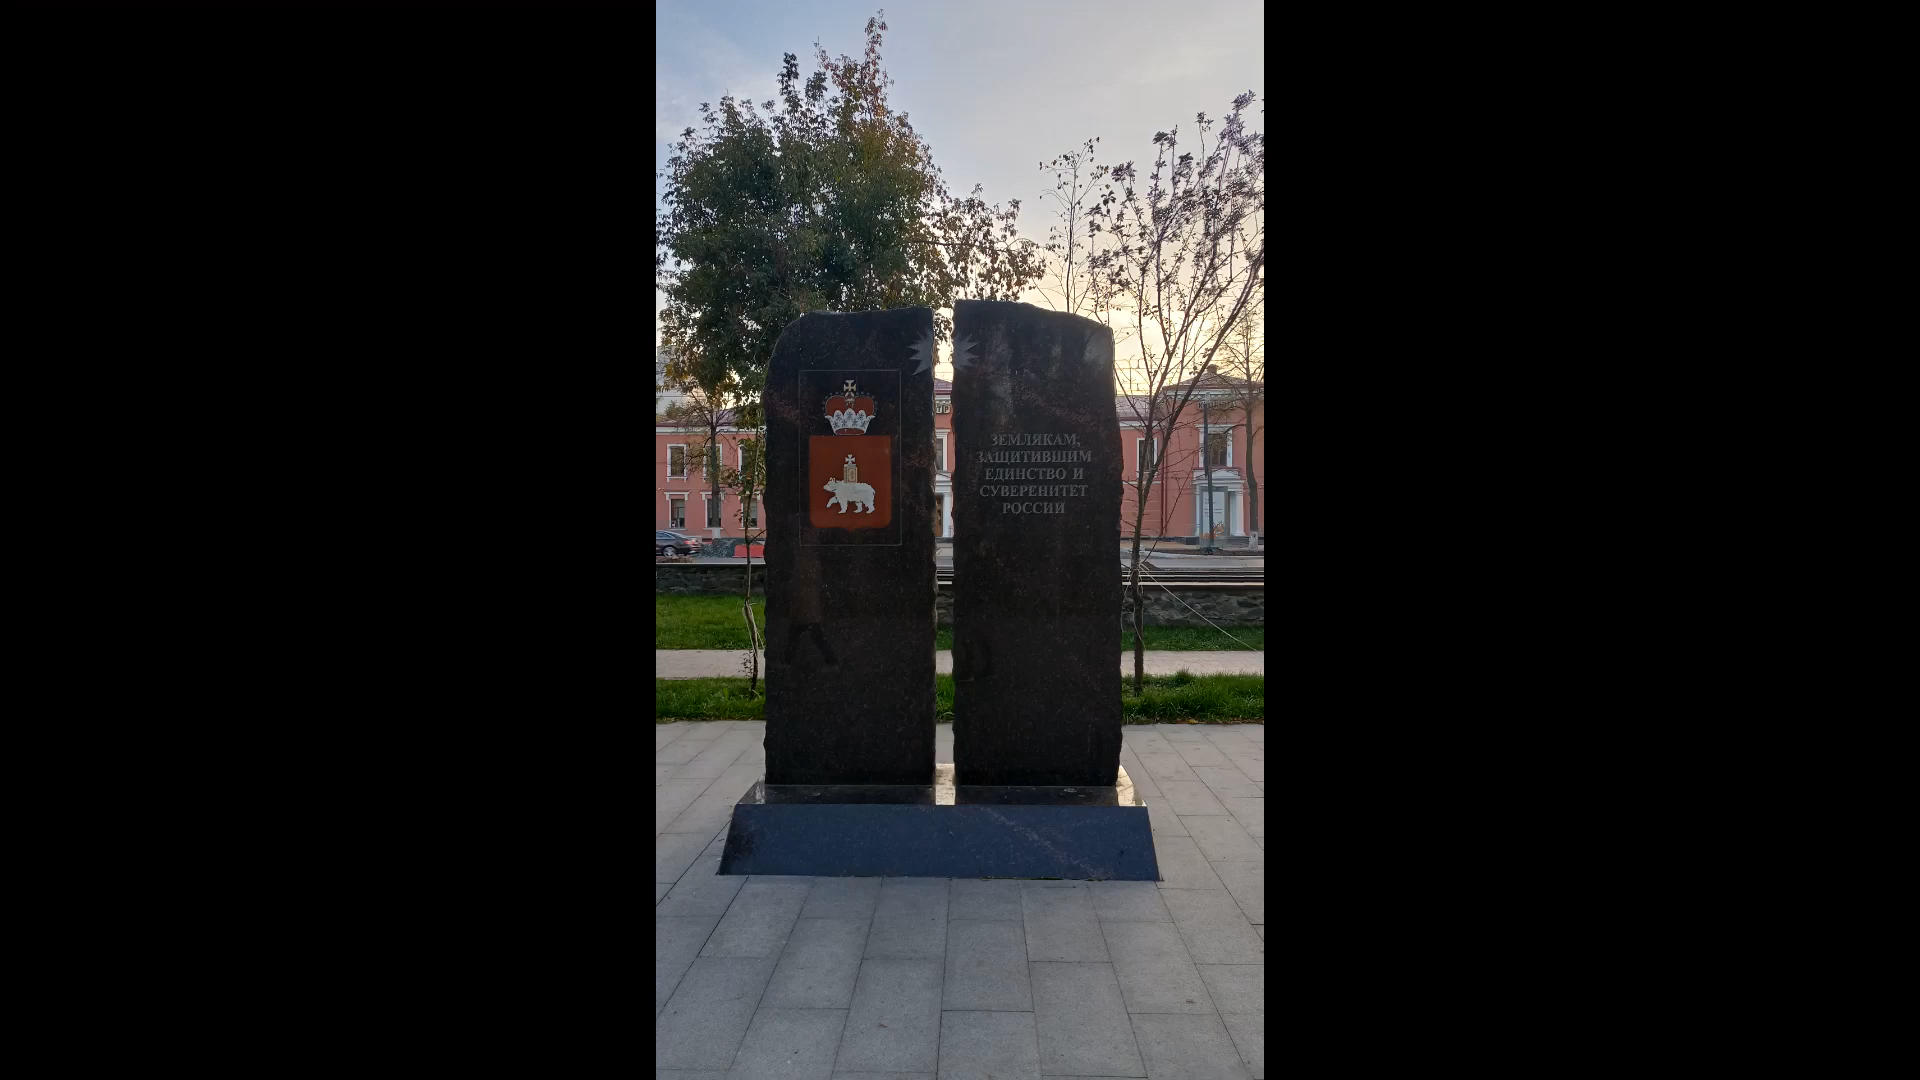 ЗЕМЛЯКАМ,
ЗАЩИТИВШИМ
ЕДИНСТВО И
СУВЕРЕНИТЕТ
РОССИИ